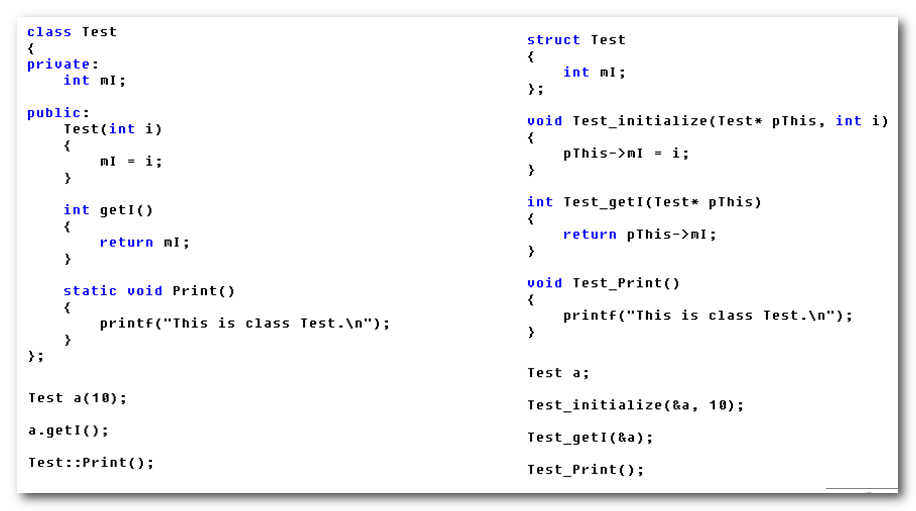 class Test
{
private:
    int mI;
public:
    Test(int i)
    {
        mI = i;
    }
    int getI()
    {
        return mI;
    }
    static void Print()
    {
        printf("This is class Test.\n");
    }
};
Test a(10);
a.getI();
Test::Print();
struct Test
{
    int mI;
};
void Test_initialize(Test* pThis, int i)
{
    pThis->mI = i;
}
int Test_getI(Test* pThis)
{
    return pThis->mI;
}
void Test_Print()
{
    printf("This is class Test.\n");
}
Test a;
Test_initialize(&a, 10);
Test_getI(&a);
Test_Print();